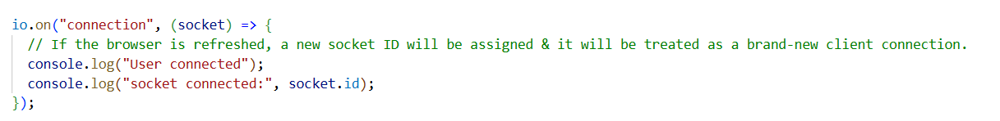 io.on("connection", (socket) => {
  // If the browser is refreshed, a new socket ID will be assigned & it will be treated as a brand-new client connection.
  console.log("User connected");
  console.log("socket connected:", socket.id);
});